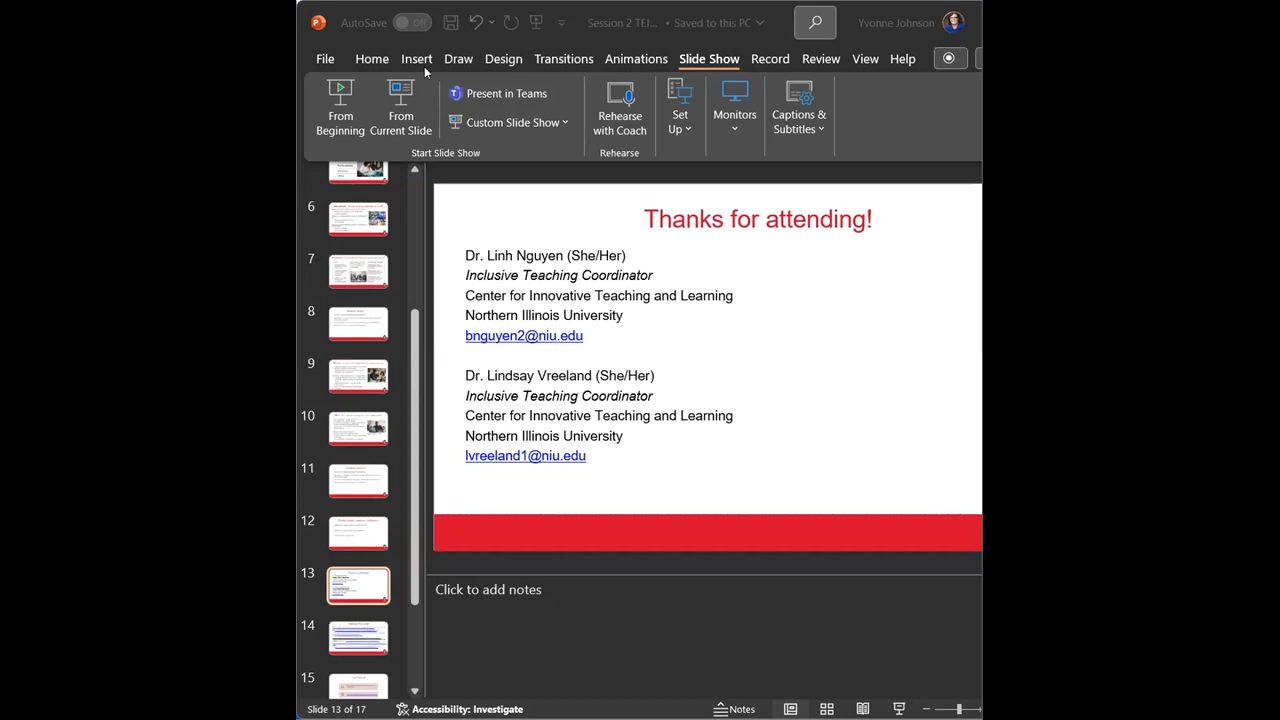 AutoSave Off Session 2 TEJ... • Saved to this PC Yvonne Johnson
File Home Insert Draw Design Transitions Animations Slide Show Record Review View Help
From Beginning
From Current Slide
Present in Teams
Custom Slide Show
Start Slide Show
Rehearse with Coach
Rehearse
Set Up
Monitors
Captions & Subtitles
6
7
8
9
10
11
12
13
14
15
Thanks for atending!
Dr. Linh Nguyen (She/Her)
Inclusive Teaching Coordinator
Center for Innovative Teaching and Learning
Northern Illinois University
bnguyen2@niu.edu
Dr. Lindsay Vreeland (She/Her)
Inclusive Teaching Coordinator
Center for Innovative Teaching and Learning
Northern Illinois University
lvreeland1@niu.edu
Click to add notes
Slide 13 of 17 Accessibility: Investigate Notes